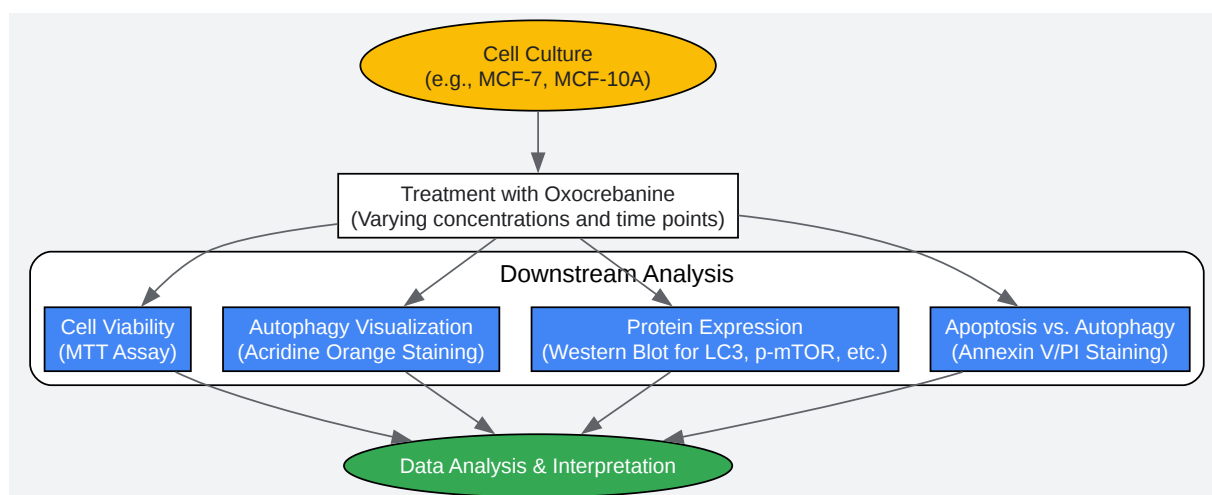 Cell Culture
(e.g., MCF-7, MCF-10A)
Treatment with Oxocrebanine
(Varying concentrations and time points)
Downstream Analysis
Cell Viability
(MTT Assay)
Autophagy Visualization
(Acridine Orange Staining)
Protein Expression
(Western Blot for LC3, p-mTOR, etc.)
Apoptosis vs. Autophagy
(Annexin V/PI Staining)
Data Analysis & Interpretation